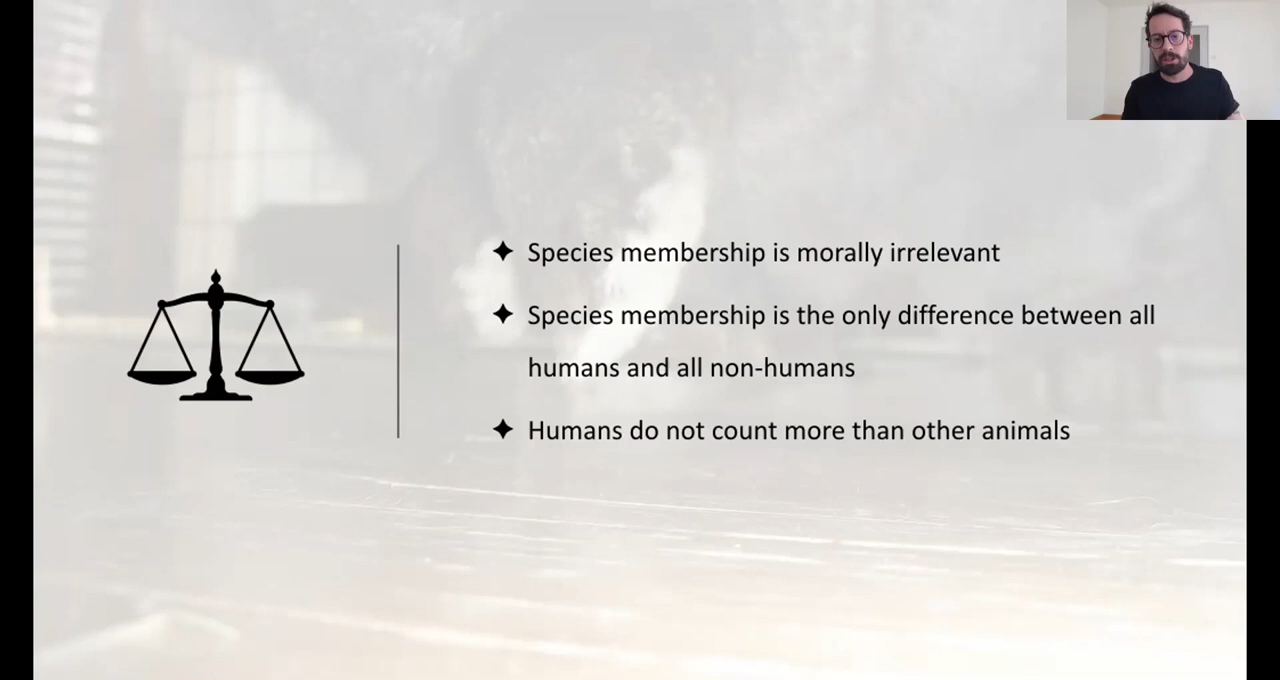 Species membership is morally irrelevant
Species membership is the only difference between all
humans and all non-humans
Humans do not count more than other animals